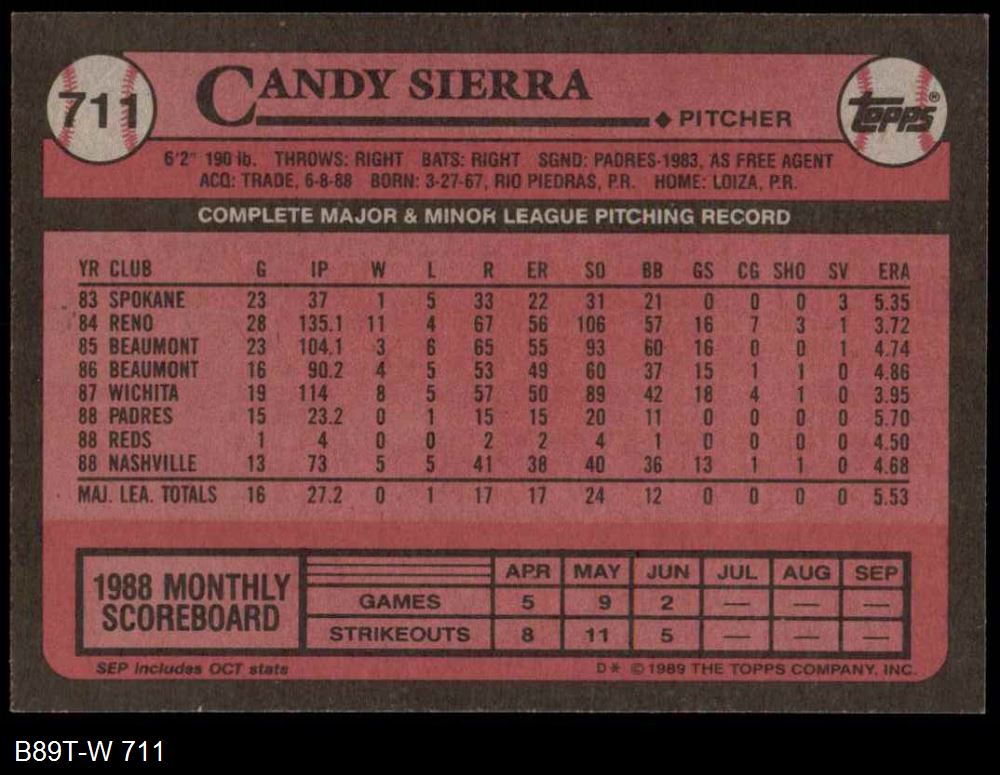 711
CANDY SIERRA
◆ PITCHER
topps®
6'2" 190 lb. THROWS: RIGHT BATS: RIGHT SGND: PADRES-1983, AS FREE AGENT
ACQ: TRADE, 6-8-88 BORN: 3-27-67, RIO PIEDRAS, P.R. HOME: LOIZA, P.R.
COMPLETE MAJOR & MINOR LEAGUE PITCHING RECORD
YR CLUB G IP W L R ER SO BB GS CG SHO SV ERA
83 SPOKANE 23 37 1 5 33 22 31 21 0 0 0 3 5.35
84 RENO 28 135.1 11 4 67 56 106 57 16 7 3 1 3.72
85 BEAUMONT 23 104.1 3 6 65 55 93 60 16 0 0 1 4.74
86 BEAUMONT 16 90.2 4 5 53 49 60 37 15 1 1 0 4.86
87 WICHITA 19 114 8 5 57 50 89 42 18 4 1 0 3.95
88 PADRES 15 23.2 0 1 15 15 20 11 0 0 0 0 5.70
88 REDS 1 4 0 0 2 2 4 1 0 0 0 0 4.50
88 NASHVILLE 13 73 5 5 41 38 40 36 13 1 1 0 4.68
MAJ. LEA. TOTALS 16 27.2 0 1 17 17 24 12 0 0 0 0 5.53
1988 MONTHLY
SCOREBOARD
APR MAY JUN JUL AUG SEP
GAMES 5 9 2 — — —
STRIKEOUTS 8 11 5 — — —
SEP Includes OCT stats
D* © 1989 THE TOPPS COMPANY, INC.
B89T-W 711